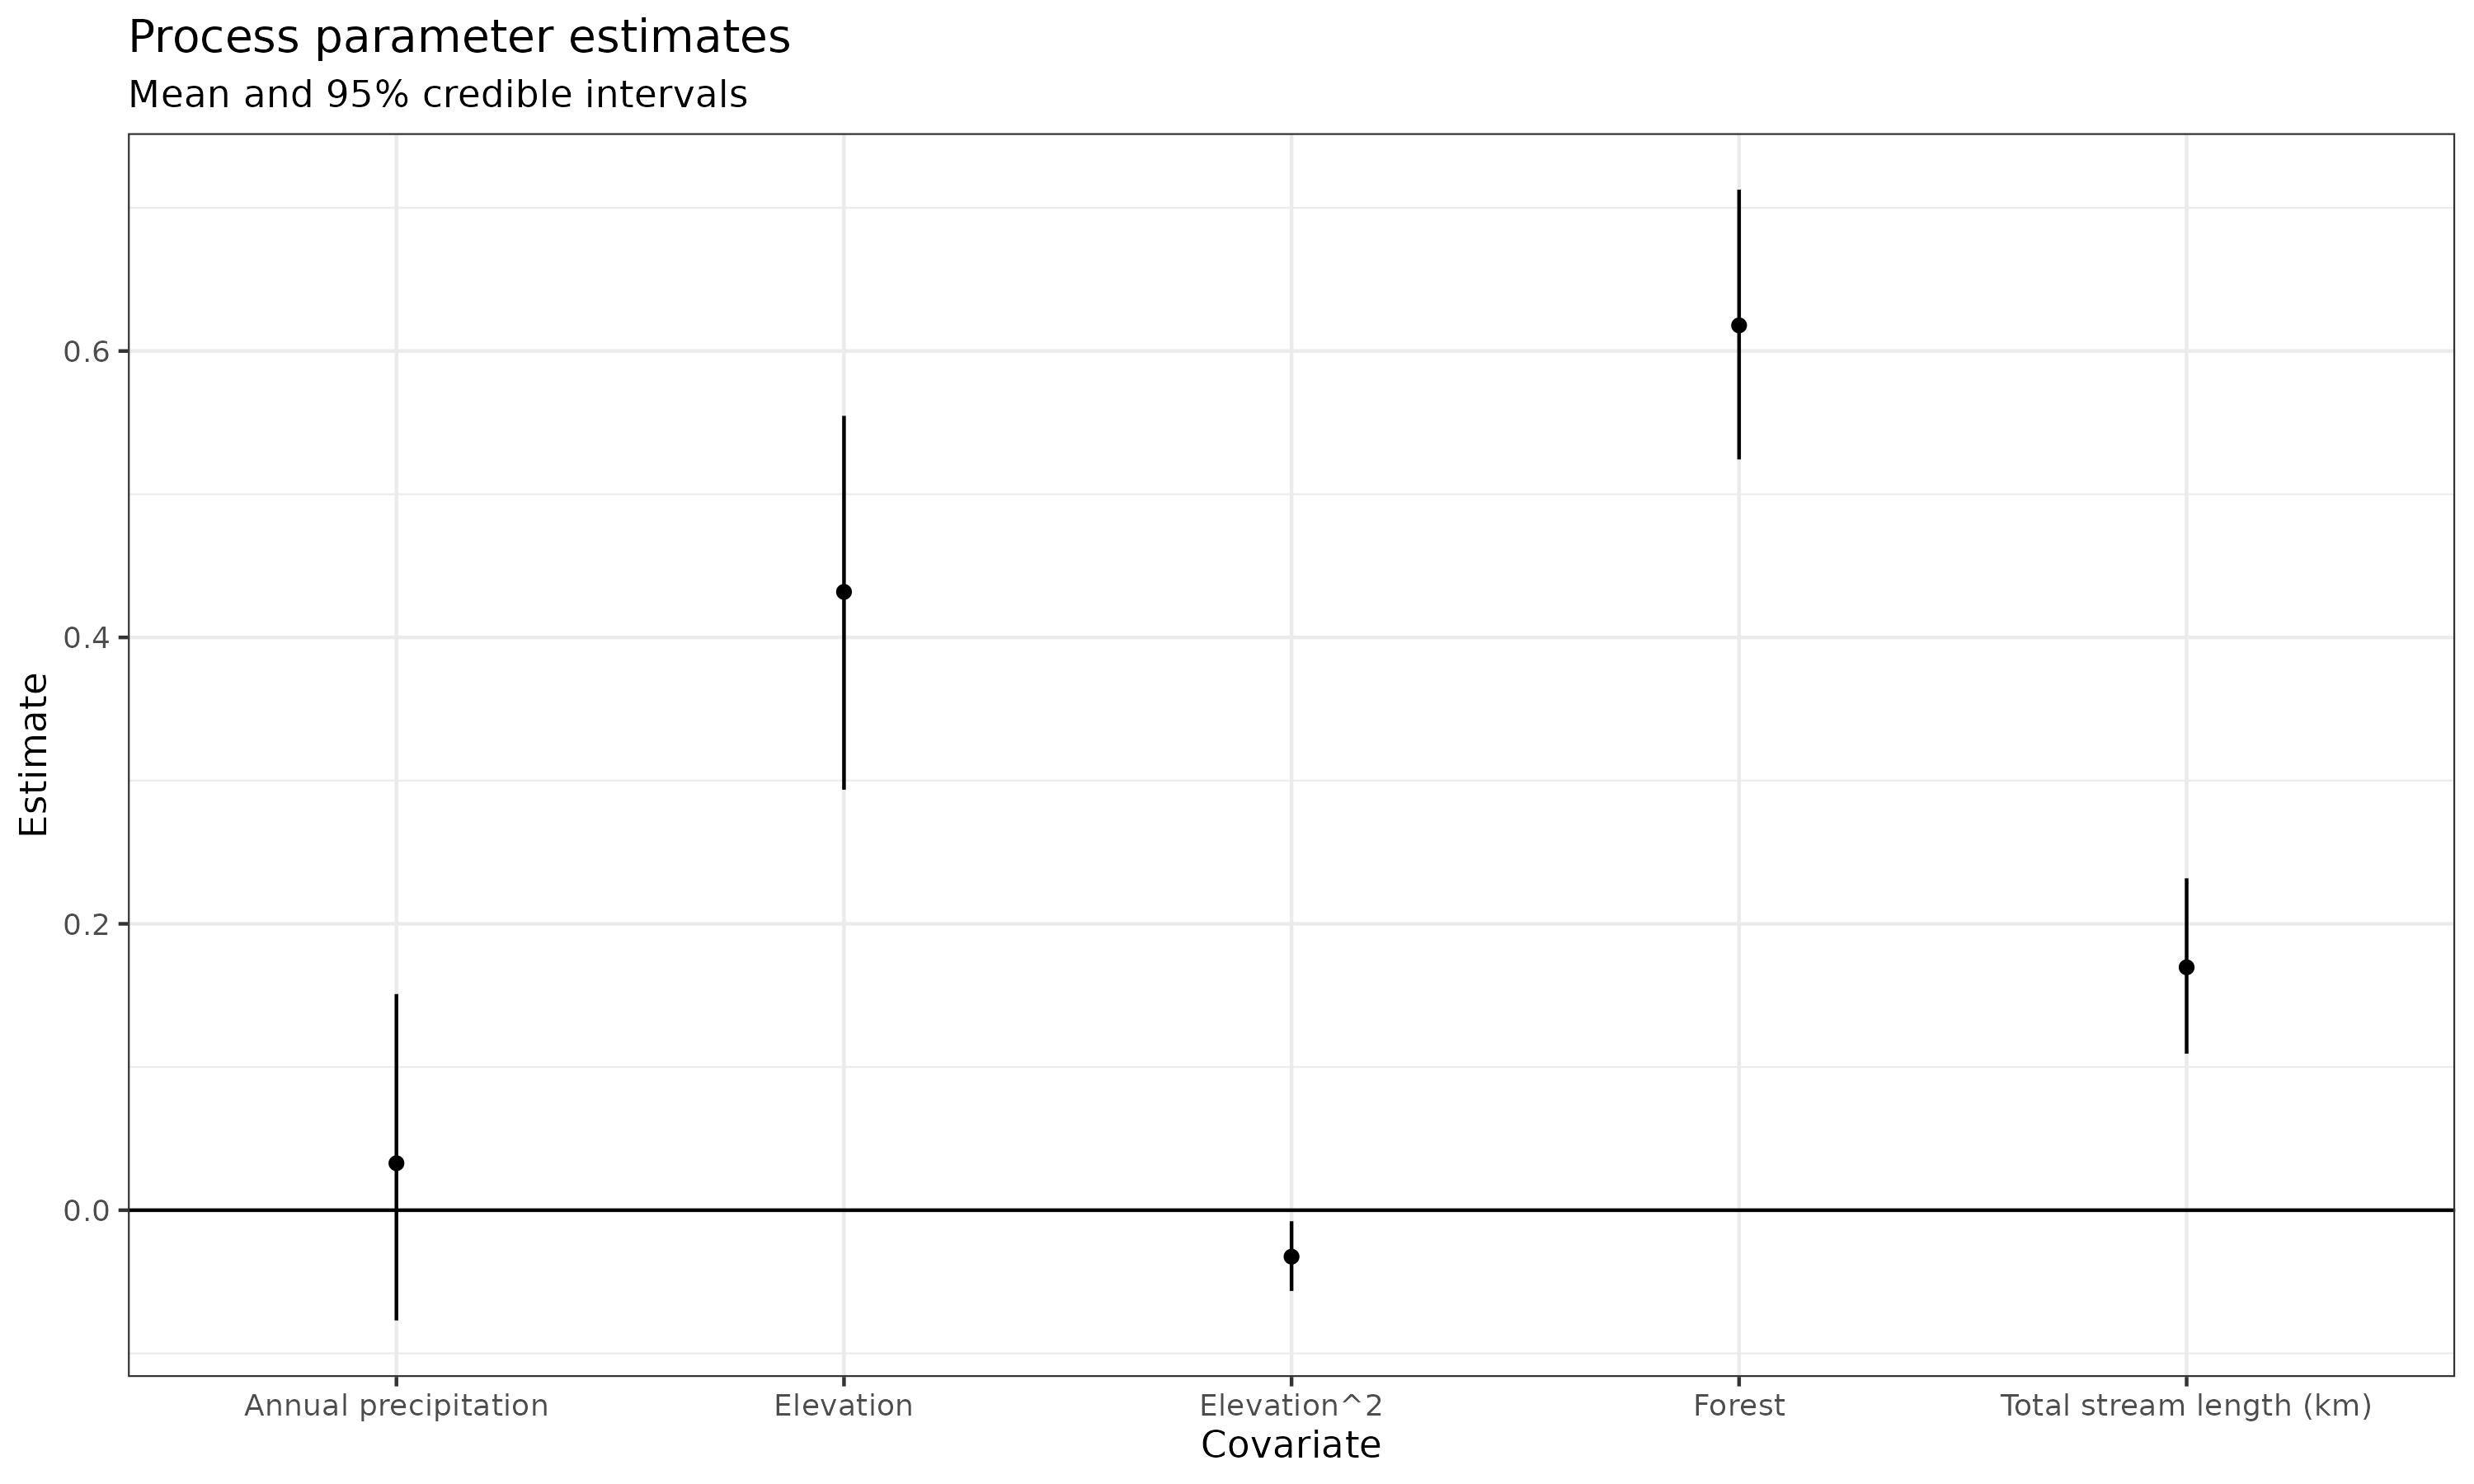 Process parameter estimates
Mean and 95% credible intervals
Estimate
0.6
0.4
0.2
0.0
Annual precipitation
Elevation
Elevation^2
Forest
Total stream length (km)
Covariate